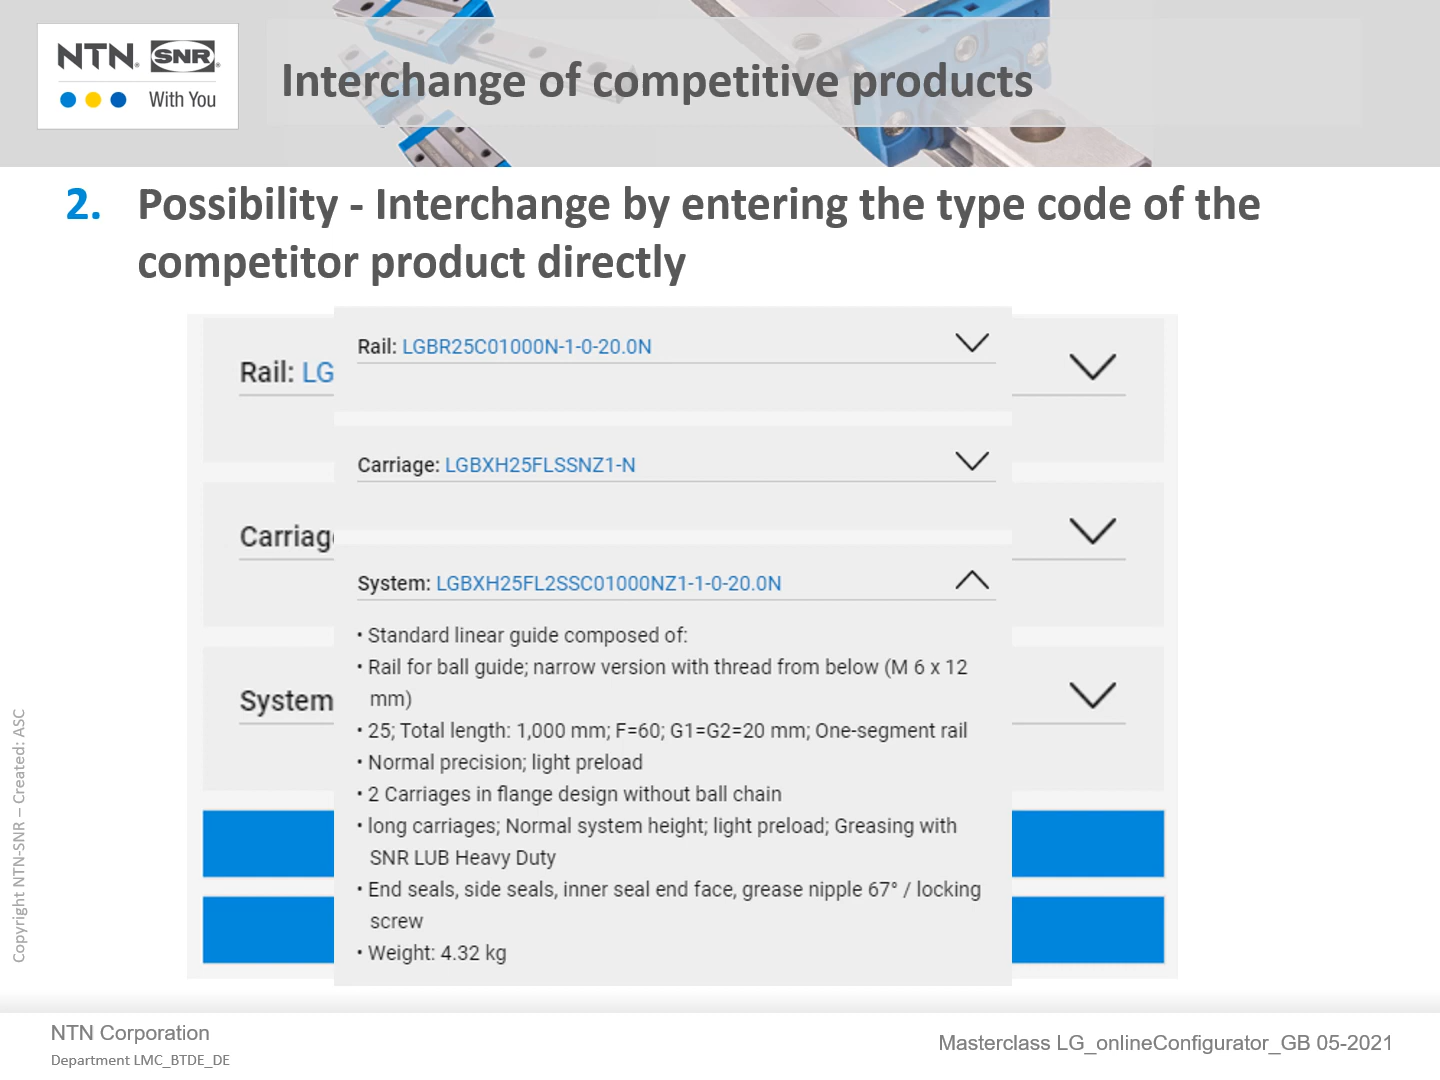 NTN SNR
With You
Interchange of competitive products
2. Possibility - Interchange by entering the type code of the
competitor product directly
Rail: LG
Carriag
System
Rail: LGBR25C01000N-1-0-20.0N
Carriage: LGBXH25FLSSNZ1-N
System: LGBXH25FL2SSC01000NZ1-1-0-20.0N
• Standard linear guide composed of:
• Rail for ball guide; narrow version with thread from below (M 6 x 12
mm)
• 25; Total length: 1,000 mm; F=60; G1=G2=20 mm; One-segment rail
• Normal precision; light preload
• 2 Carriages in flange design without ball chain
• long carriages; Normal system height; light preload; Greasing with
SNR LUB Heavy Duty
• End seals, side seals, inner seal end face, grease nipple 67° / locking
screw
• Weight: 4.32 kg
Copyright NTN-SNR – Created: ASC
NTN Corporation
Department LMC_BTDE_DE
Masterclass LG_onlineConfigurator_GB 05-2021